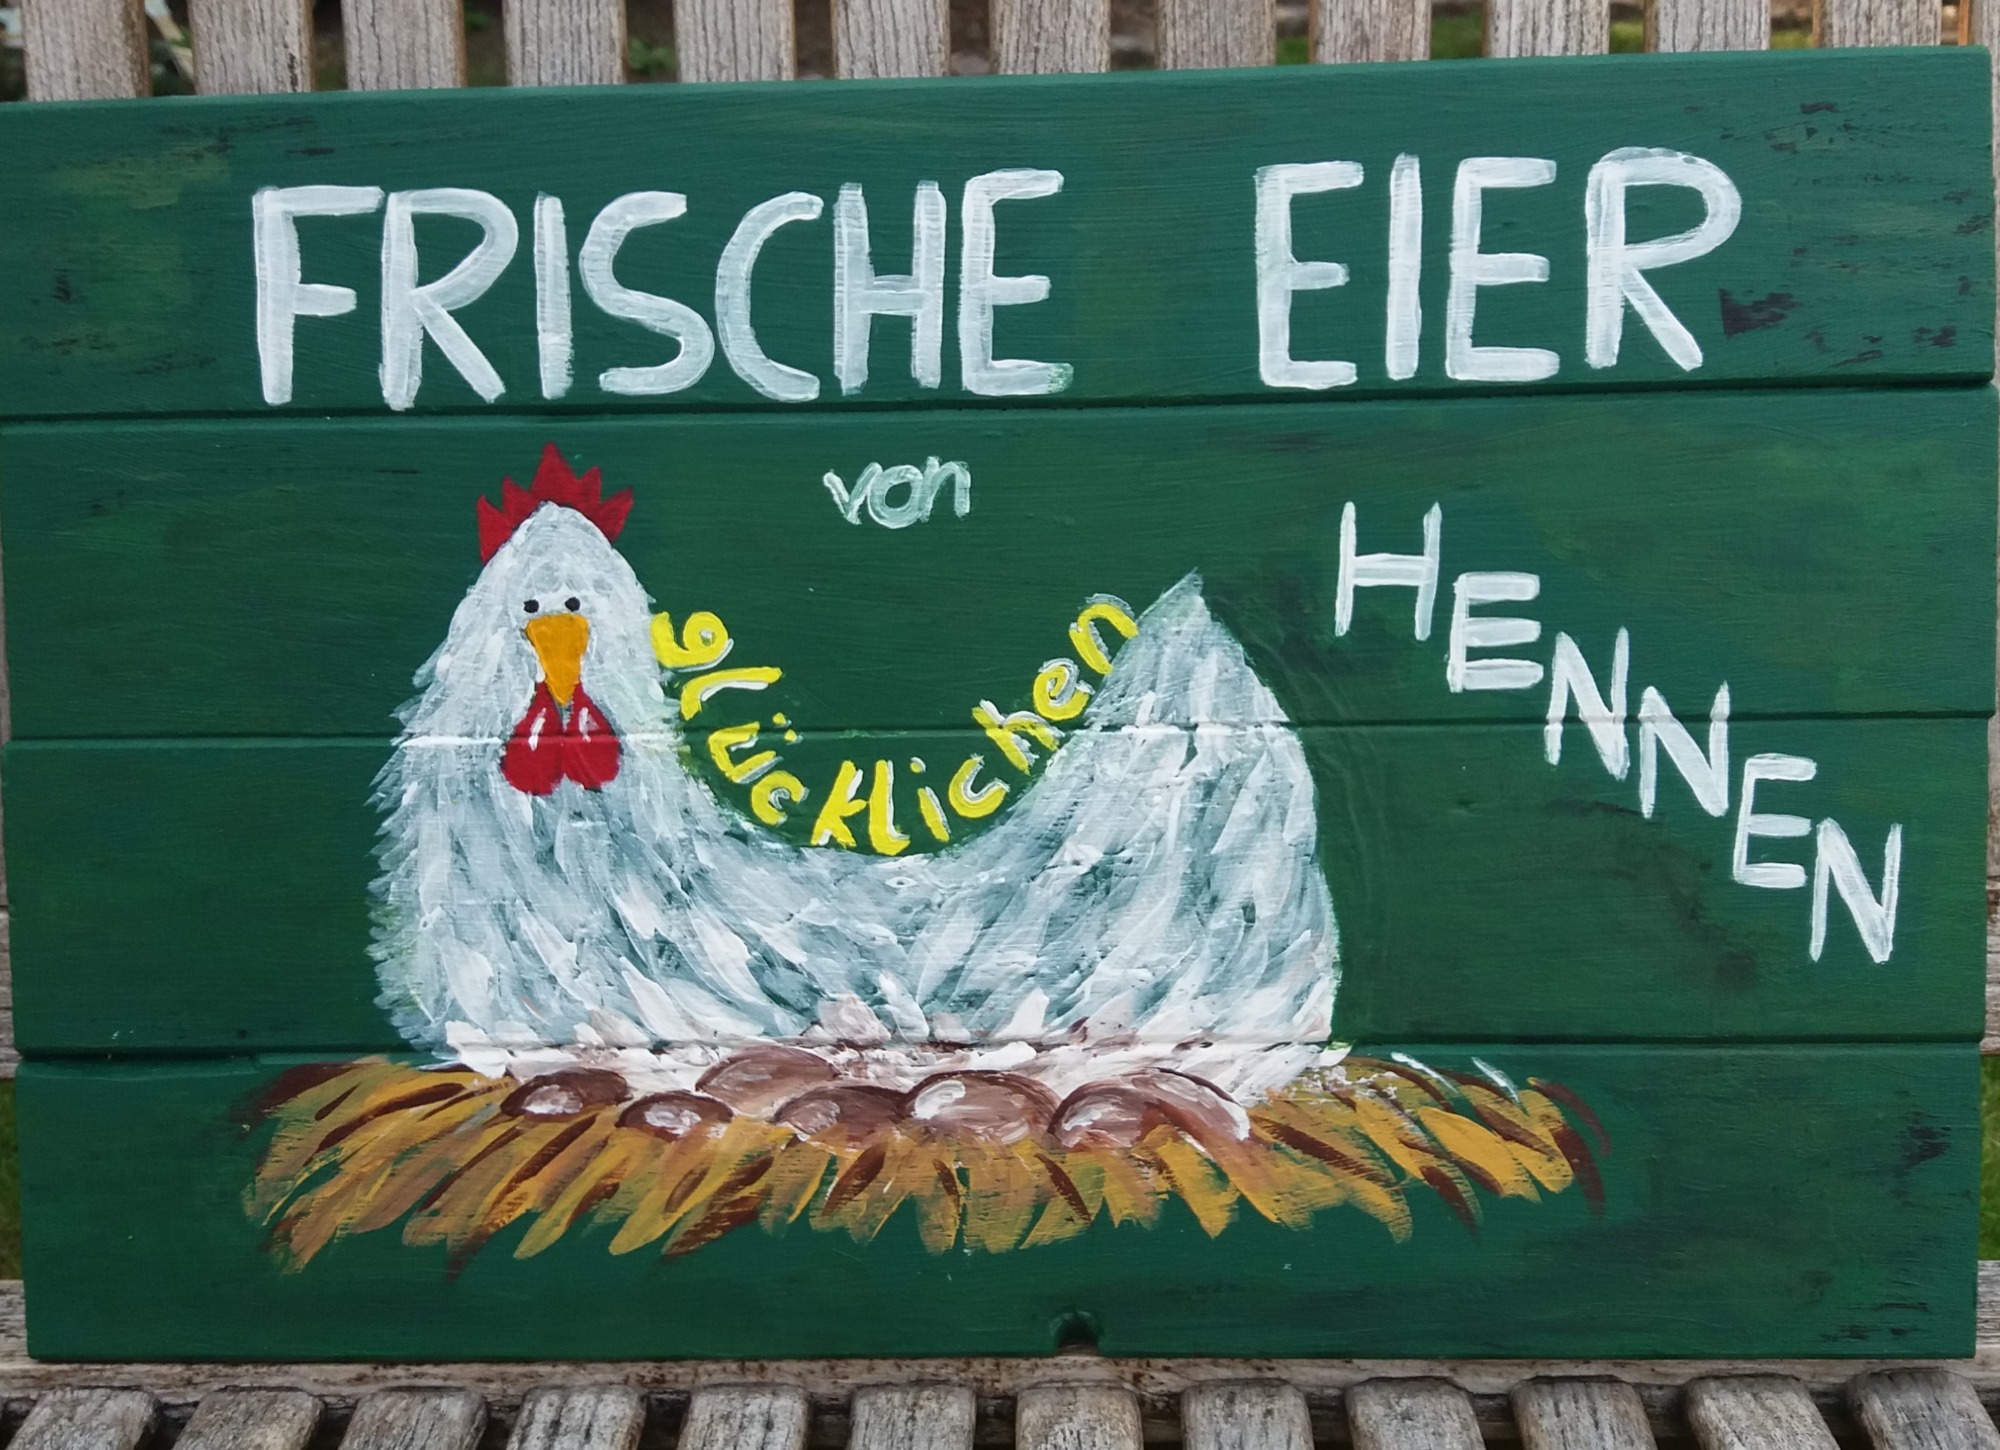 FRISCHE EIER
von
glücklichen
HENNEN